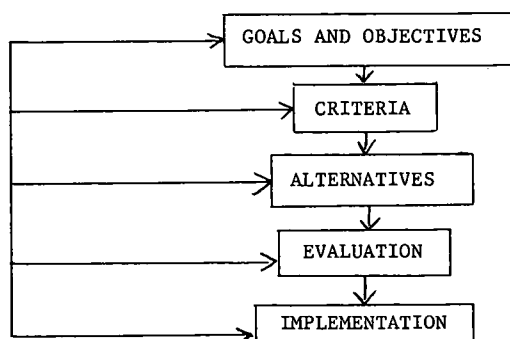 GOALS AND OBJECTIVES
CRITERIA
ALTERNATIVES
EVALUATION
IMPLEMENTATION